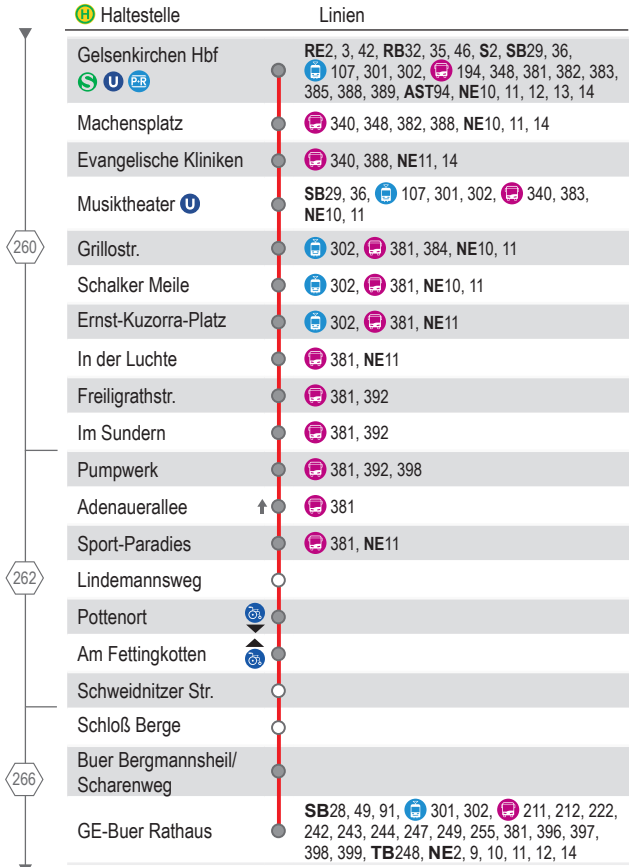 H Haltestelle Linien
Gelsenkirchen Hbf
S U P+R
RE2, 3, 42, RB32, 35, 46, S2, SB29, 36,
107, 301, 302, 194, 348, 381, 382, 383,
385, 388, 389, AST94, NE10, 11, 12, 13, 14
Machensplatz 340, 348, 382, 388, NE10, 11, 14
Evangelische Kliniken 340, 388, NE11, 14
Musiktheater U
SB29, 36, 107, 301, 302, 340, 383,
NE10, 11
260
Grillostr. 302, 381, 384, NE10, 11
Schalker Meile 302, 381, NE10, 11
Ernst-Kuzorra-Platz 302, 381, NE11
In der Luchte 381, NE11
Freiligrathstr. 381, 392
Im Sundern 381, 392
Pumpwerk 381, 392, 398
Adenauerallee 381
Sport-Paradies 381, NE11
262
Lindemannsweg
Pottenort
Am Fettingkotten
Schweidnitzer Str.
Schloß Berge
266
Buer Bergmannsheil/
Scharenweg
GE-Buer Rathaus
SB28, 49, 91, 301, 302, 211, 212, 222,
242, 243, 244, 247, 249, 255, 381, 396, 397,
398, 399, TB248, NE2, 9, 10, 11, 12, 14